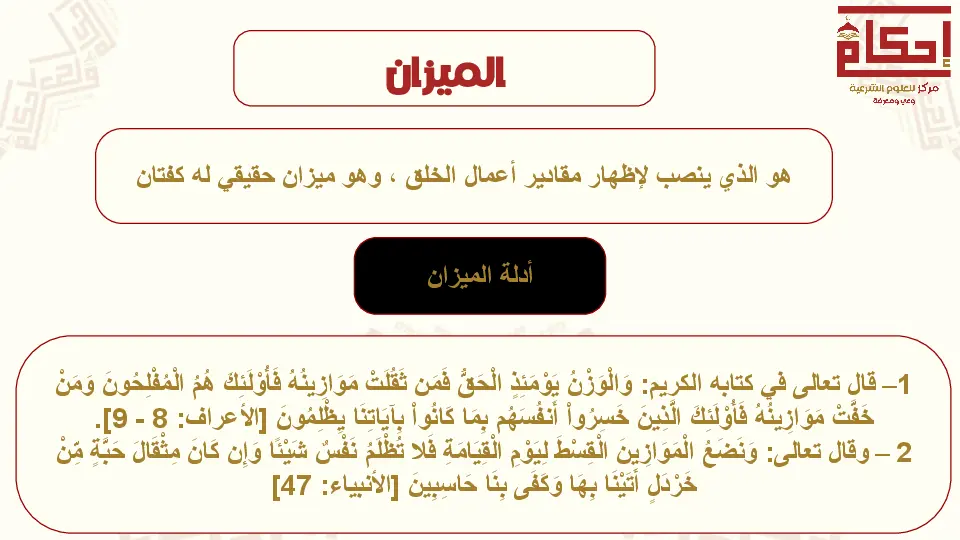 إحكام
مركز للعلوم الشرعية
وعي ومعرفة
الميزان
هو الذي ينصب لإظهار مقادير أعمال الخلق ، وهو ميزان حقيقي له كفتان
أدلة الميزان
1– قال تعالى في كتابه الكريم: وَالْوَزْنُ يَوْمَئِذٍ الْحَقُّ فَمَن ثَقُلَتْ مَوَازِينُهُ فَأُوْلَئِكَ هُمُ الْمُفْلِحُونَ وَمَنْ
خَفَّتْ مَوَازِينُهُ فَأُوْلَئِكَ الَّذِينَ خَسِرُواْ أَنفُسَهُم بِمَا كَانُواْ بِآيَاتِنَا يِظْلِمُونَ [الأعراف: 8 - 9].
2 – وقال تعالى: وَنَضَعُ الْمَوَازِينَ الْقِسْطَ لِيَوْمِ الْقِيَامَةِ فَلا تُظْلَمُ نَفْسٌ شَيْئًا وَإِن كَانَ مِثْقَالَ حَبَّةٍ مِّنْ
خَرْدَلٍ أَتَيْنَا بِهَا وَكَفَى بِنَا حَاسِبِينَ [الأنبياء: 47]